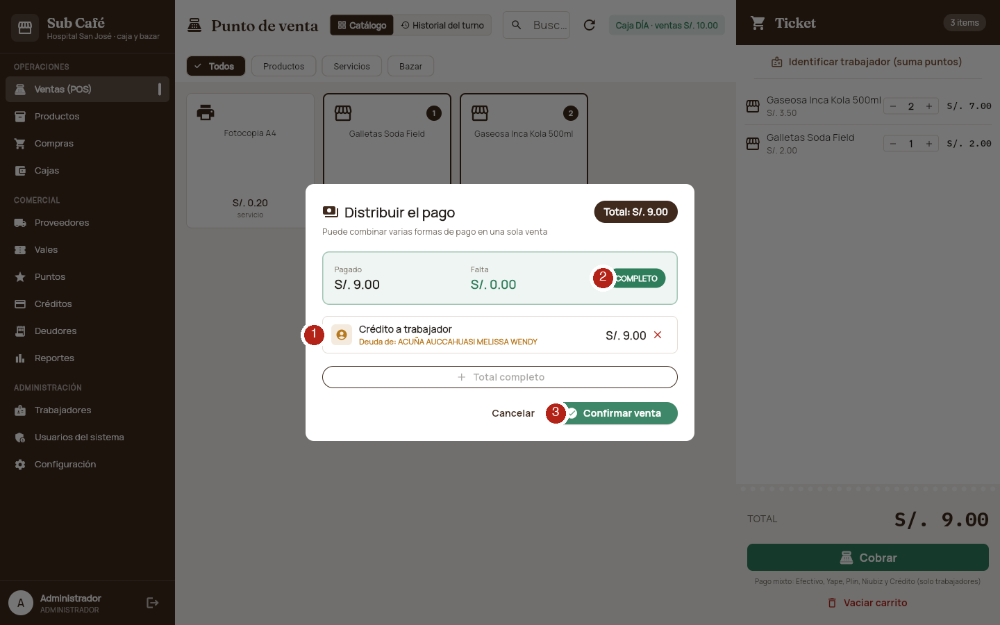 Sub Café
Hospital San José · caja y bazar
OPERACIONES
Ventas (POS)
Productos
Compras
Cajas
COMERCIAL
Proveedores
Vales
Puntos
Créditos
Deudores
Reportes
ADMINISTRACIÓN
Trabajadores
Usuarios del sistema
Configuración
A
Administrador
ADMINISTRADOR
Punto de venta
Catálogo
Historial del turno
Busc...
Caja DÍA · ventas S/. 10.00
Todos
Productos
Servicios
Bazar
Fotocopia A4
S/. 0.20
servicio
1
Galletas Soda Field
2
Gaseosa Inca Kola 500ml
Distribuir el pago
Total: S/. 9.00
Puede combinar varias formas de pago en una sola venta
Pagado
S/. 9.00
Falta
S/. 0.00
2
COMPLETO
1
Crédito a trabajador
Deuda de: ACUÑA AUCCAHUASI MELISSA WENDY
S/. 9.00
Total completo
Cancelar
3
Confirmar venta
Ticket
3 items
Identificar trabajador (suma puntos)
Gaseosa Inca Kola 500ml
S/. 3.50
2
S/. 7.00
Galletas Soda Field
S/. 2.00
1
S/. 2.00
TOTAL
S/. 9.00
Cobrar
Pago mixto: Efectivo, Yape, Plin, Niubiz y Crédito (solo trabajadores)
Vaciar carrito